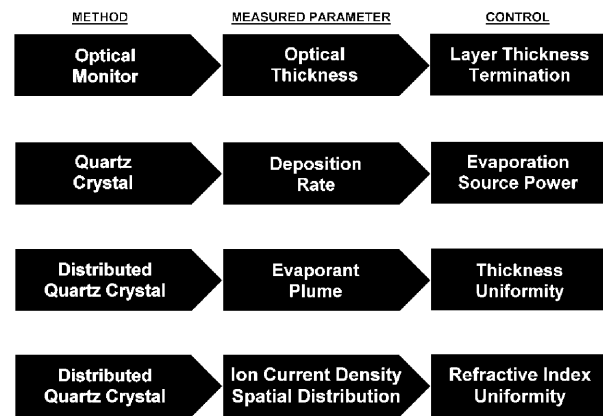 METHOD MEASURED PARAMETER CONTROL
Optical Monitor
Optical Thickness
Layer Thickness Termination
Quartz Crystal
Deposition Rate
Evaporation Source Power
Distributed Quartz Crystal
Evaporant Plume
Thickness Uniformity
Distributed Quartz Crystal
Ion Current Density Spatial Distribution
Refractive Index Uniformity